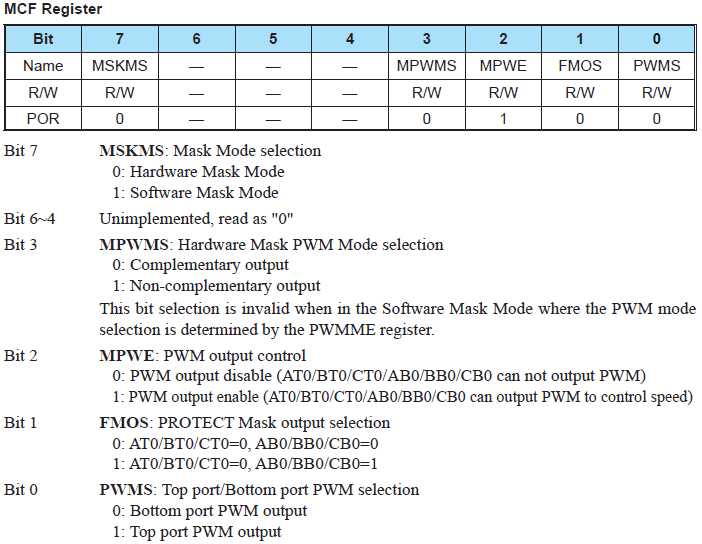 MCF Register
Bit 7 6 5 4 3 2 1 0
Name MSKMS — — — MPWMS MPWE FMOS PWMS
R/W R/W — — — R/W R/W R/W R/W
POR 0 — — — 0 1 0 0
Bit 7 MSKMS: Mask Mode selection
0: Hardware Mask Mode
1: Software Mask Mode
Bit 6~4 Unimplemented, read as "0"
Bit 3 MPWMS: Hardware Mask PWM Mode selection
0: Complementary output
1: Non-complementary output
This bit selection is invalid when in the Software Mask Mode where the PWM mode
selection is determined by the PWMME register.
Bit 2 MPWE: PWM output control
0: PWM output disable (AT0/BT0/CT0/AB0/BB0/CB0 can not output PWM)
1: PWM output enable (AT0/BT0/CT0/AB0/BB0/CB0 can output PWM to control speed)
Bit 1 FMOS: PROTECT Mask output selection
0: AT0/BT0/CT0=0, AB0/BB0/CB0=0
1: AT0/BT0/CT0=0, AB0/BB0/CB0=1
Bit 0 PWMS: Top port/Bottom port PWM selection
0: Bottom port PWM output
1: Top port PWM output